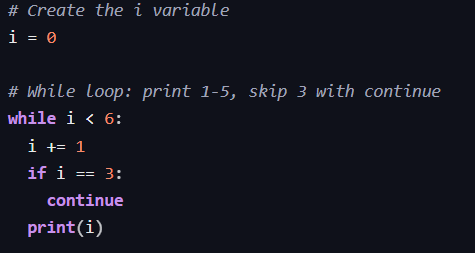 # Create the i variable
i = 0
# While loop: print 1-5, skip 3 with continue
while i < 6:
  i += 1
  if i == 3:
    continue
  print(i)